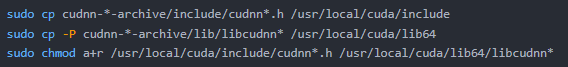 sudo cp cudnn-*-archive/include/cudnn*.h /usr/local/cuda/include
sudo cp -P cudnn-*-archive/lib/libcudnn* /usr/local/cuda/lib64
sudo chmod a+r /usr/local/cuda/include/cudnn*.h /usr/local/cuda/lib64/libcudnn*